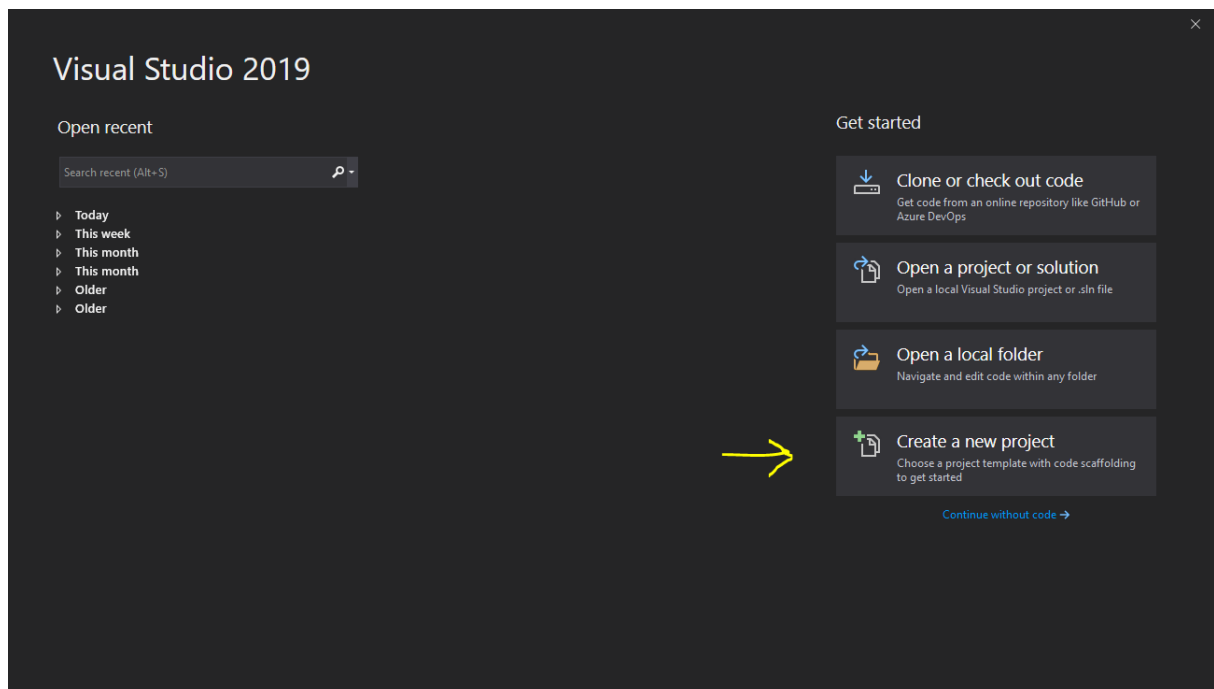 Visual Studio 2019
Open recent
Search recent (Alt+S)
Today
This week
This month
This month
Older
Older
Get started
Clone or check out code
Get code from an online repository like GitHub or
Azure DevOps
Open a project or solution
Open a local Visual Studio project or .sln file
Open a local folder
Navigate and edit code within any folder
Create a new project
Choose a project template with code scaffolding
to get started
Continue without code →